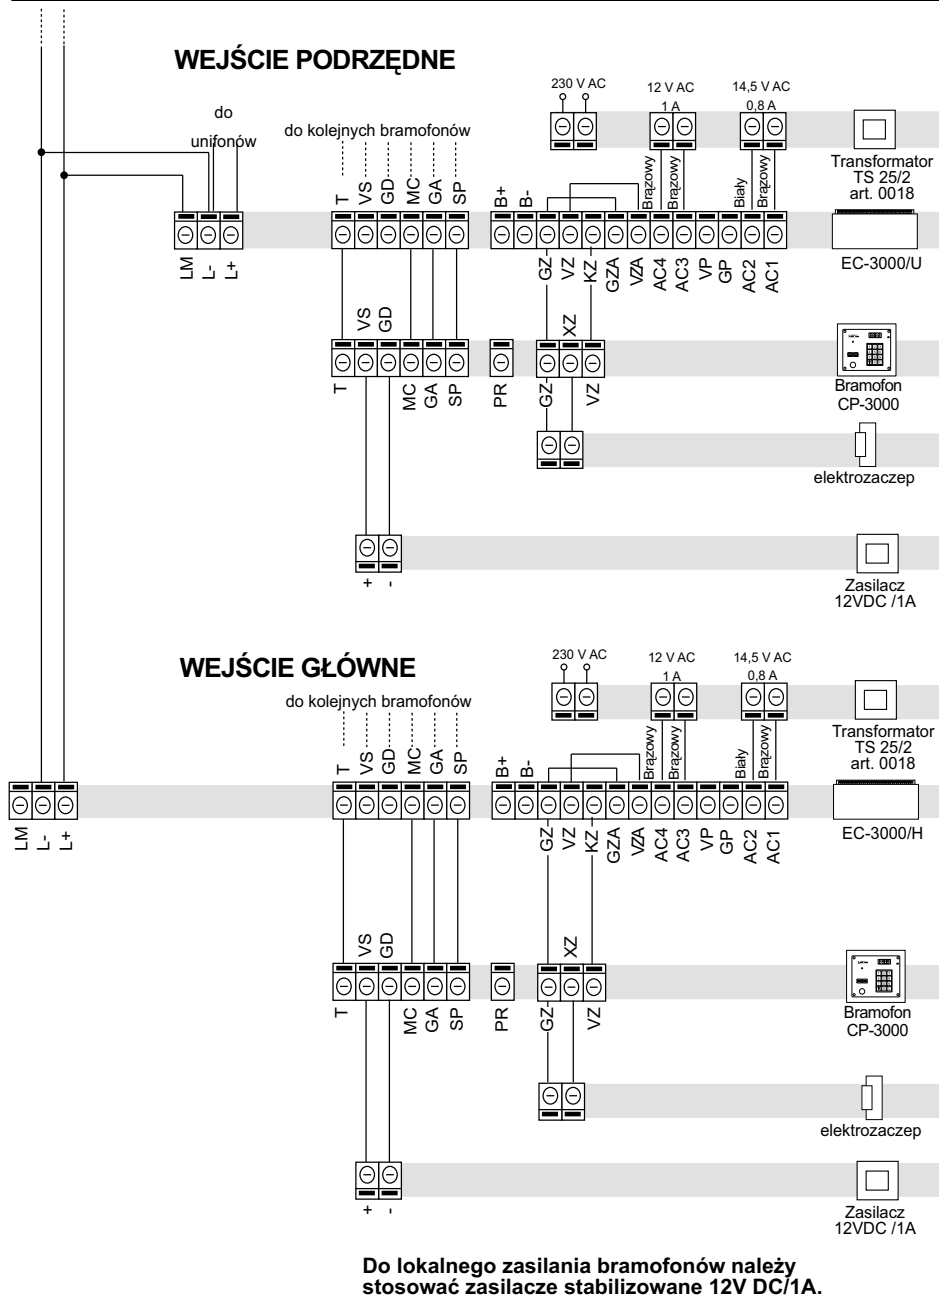 WEJŚCIE PODRZĘDNE
do
unifonów
do kolejnych bramofonów
230 V AC
12 V AC
1 A
14,5 V AC
0,8 A
Brązowy
Brązowy
Biały
Brązowy
Transformator
TS 25/2
art. 0018
T VS GD MC GA SP B+ B-
LM L- L+
GZ VZ KZ GZA VZA AC4 AC3 VP GP AC2 AC1
EC-3000/U
VS GD XZ
T MC GA SP PR GZ VZ
Bramofon
CP-3000
elektrozaczep
+ -
Zasilacz
12VDC /1A
WEJŚCIE GŁÓWNE
do kolejnych bramofonów
230 V AC
12 V AC
1 A
14,5 V AC
0,8 A
Brązowy
Brązowy
Biały
Brązowy
Transformator
TS 25/2
art. 0018
T VS GD MC GA SP B+ B-
LM L- L+
GZ VZ KZ GZA VZA AC4 AC3 VP GP AC2 AC1
EC-3000/H
VS GD XZ
T MC GA SP PR GZ VZ
Bramofon
CP-3000
elektrozaczep
+ -
Zasilacz
12VDC /1A
Do lokalnego zasilania bramofonów należy
stosować zasilacze stabilizowane 12V DC/1A.